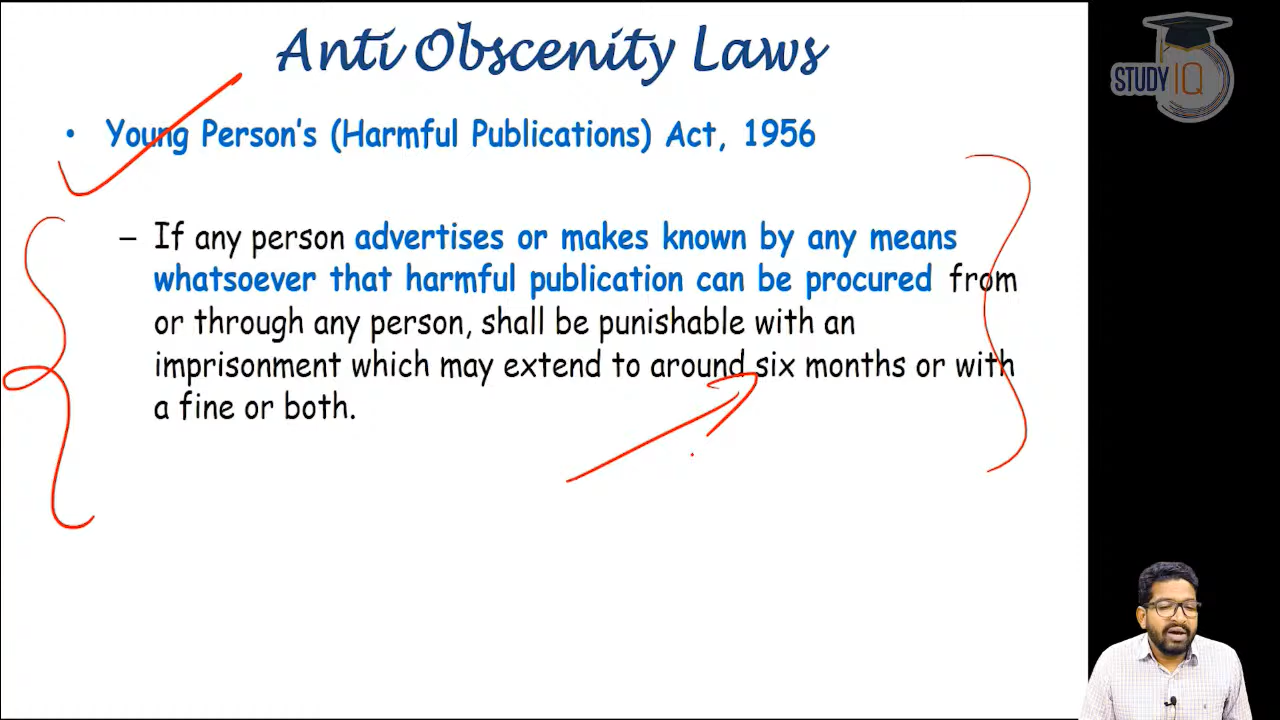 Anti Obscenity Laws
STUDY IQ
• Young Person's (Harmful Publications) Act, 1956
– If any person advertises or makes known by any means
whatsoever that harmful publication can be procured from
or through any person, shall be punishable with an
imprisonment which may extend to around six months or with
a fine or both.